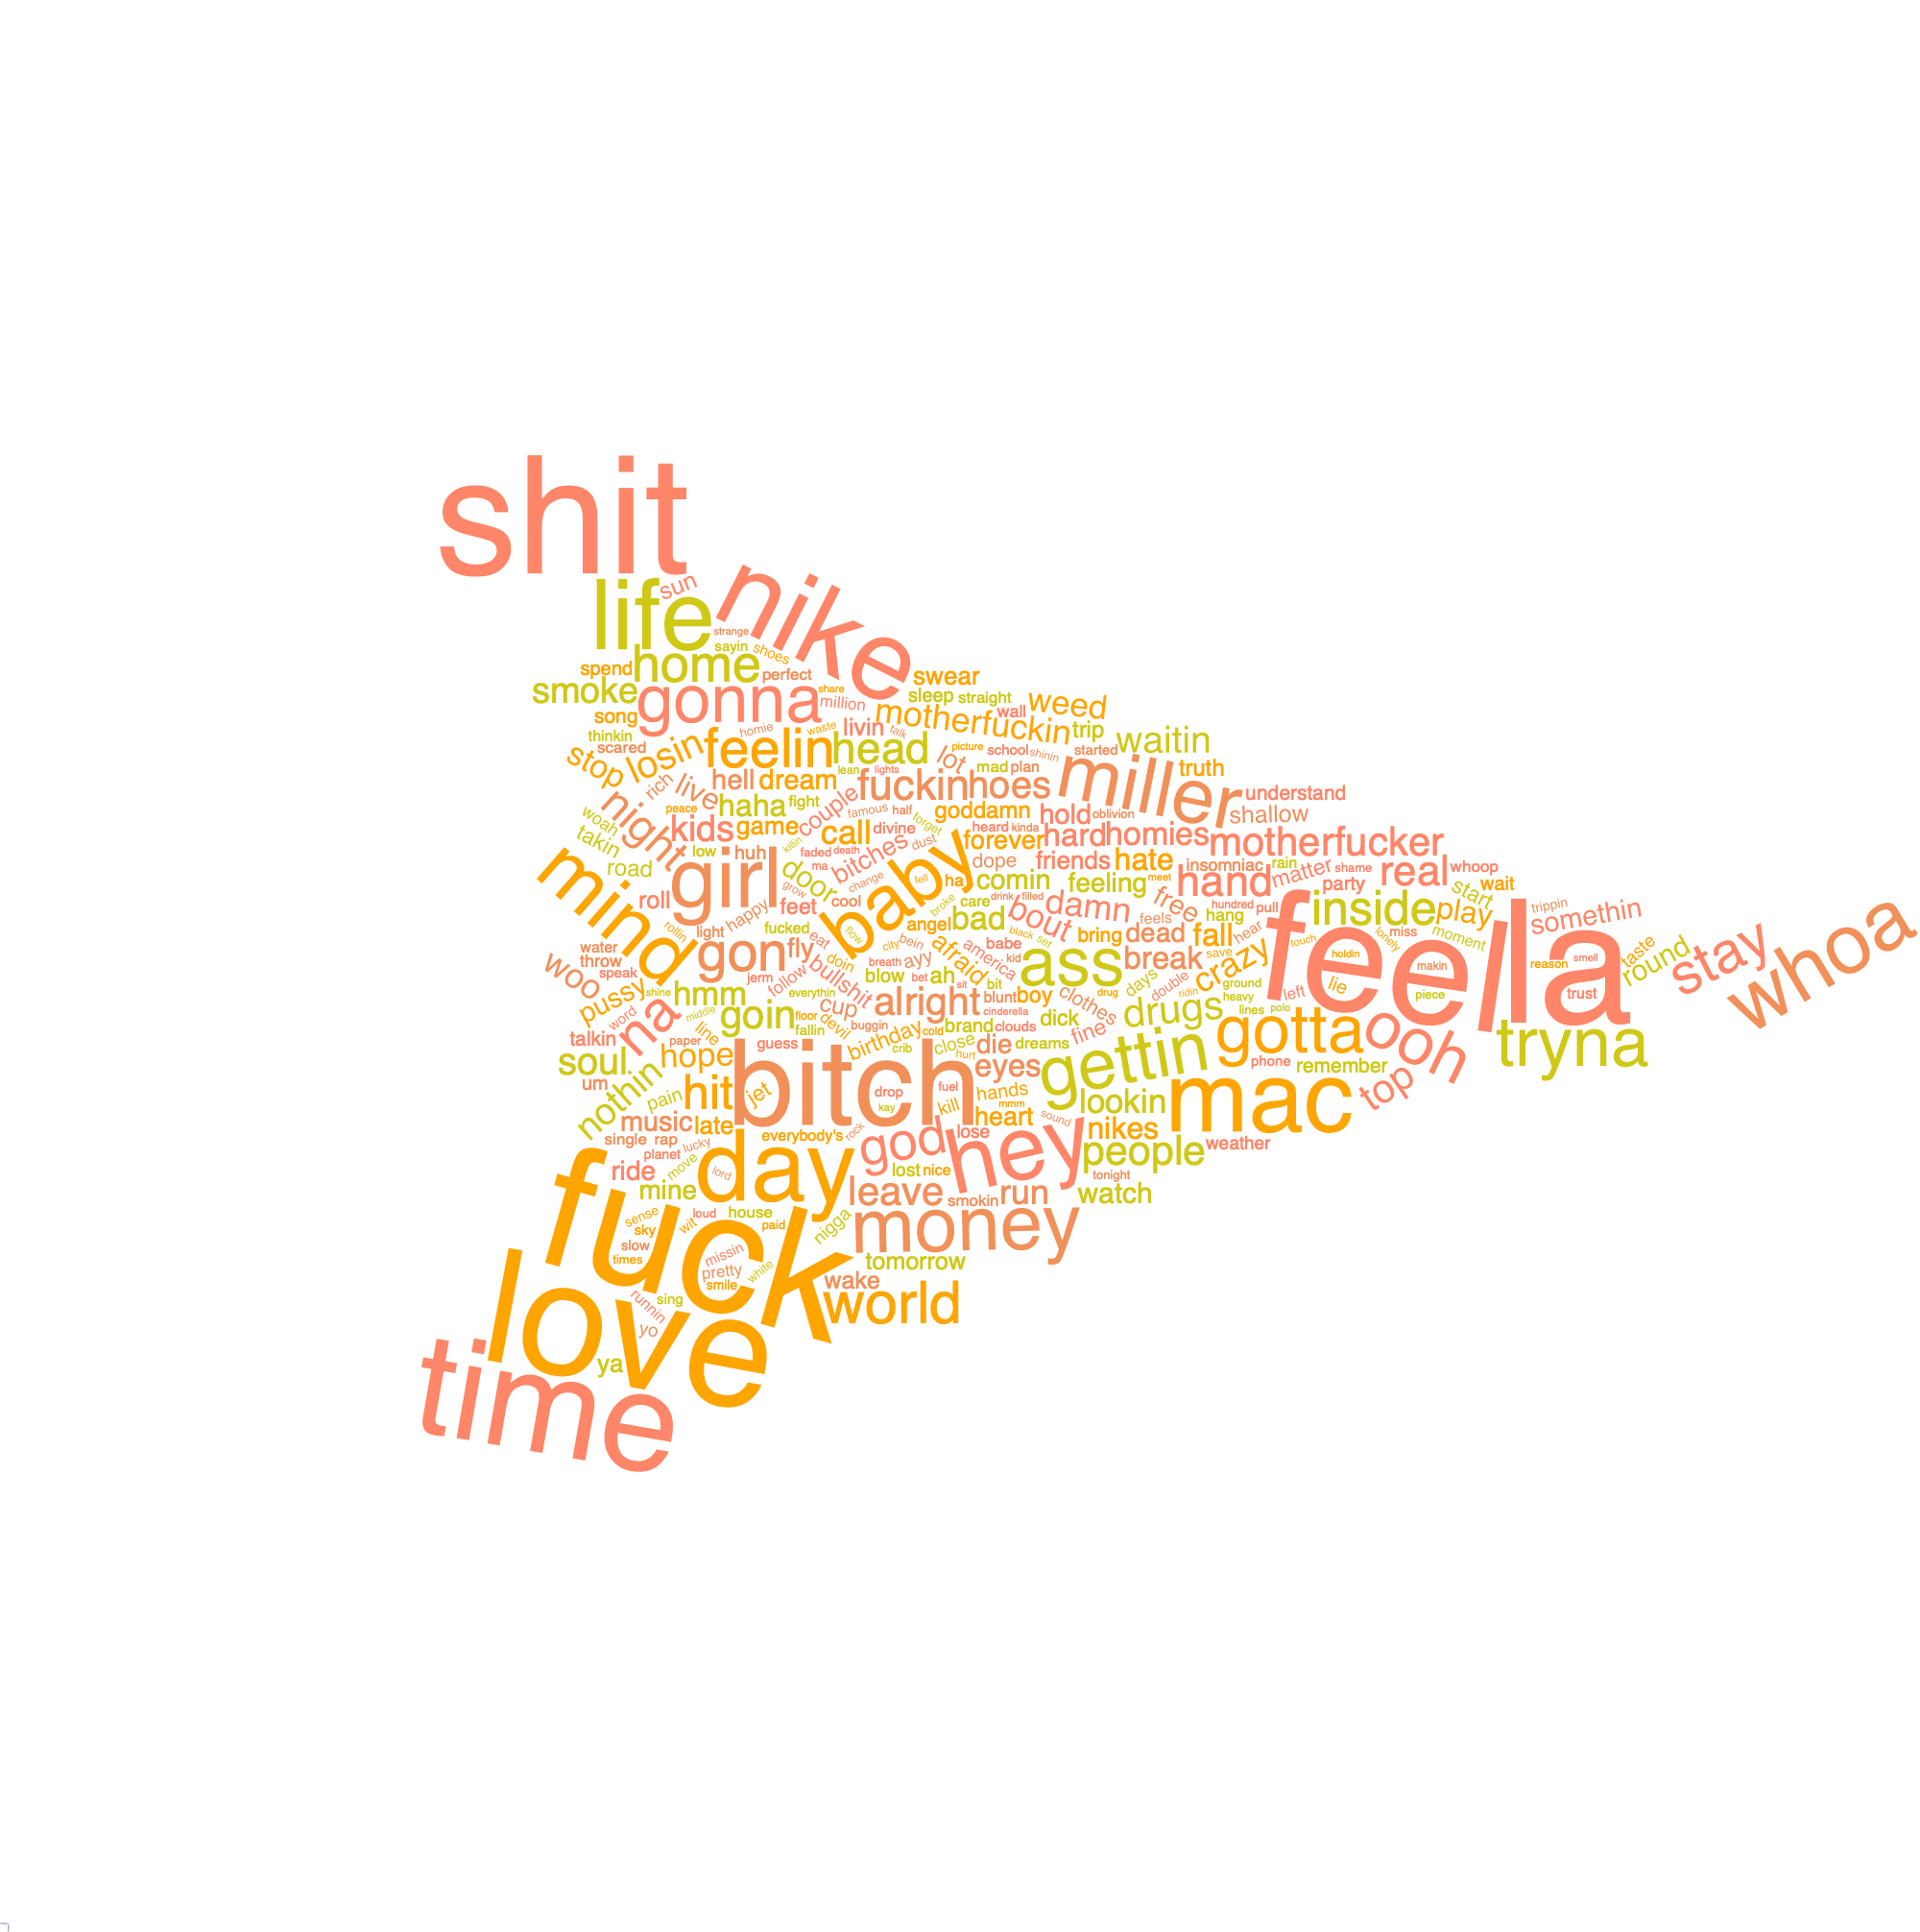 shit
life
sun
nike
strange
sayin
shoes
spend
home
perfect
swear
smoke
gonna
share
million
sleep
straight
weed
song
motherfuckin
wall
trip
waitin
thinkin
scared
losin
feelin
homie
waste
livin
talk
head
lot
picture
school
shinin
started
stop
rich
live
hell
dream
lean
lights
fuckin
hoes
mad
plan
miller
truth
understand
shallow
night
woah
takin
peace
haha
fight
couple
famous
half
goddamn
hold
oblivion
kids
game
call
divine
forget
heard
kinda
hard
homies
motherfucker
road
low
huh
killin
faded
death
bitches
dust
forever
dope
friends
hate
insomniac
rain
matter
shame
real
whoop
mind
girl
door
ma
change
baby
fell
ha
comin
feeling
meet
hand
party
start
wait
roll
grow
cool
feet
happy
light
rollin
fucked
flow
broke
care
drink
filled
angel
bad
bout
damn
free
feels
hang
hundred
pull
inside
play
trippin
somethin
water
throw
speak
woo
gon
fly
eat
doin
city
bein
afraid
america
babe
black
set
bring
dead
fall
hear
touch
feella
lonely
miss
moment
taste
round
stay
whoa
pussy
shine
hmm
jerm
follow
bullshit
breath
ayy
blow
bet
ah
sit
bit
kid
ass
break
save
crazy
holdin
makin
reason
smell
na
word
middle
goin
everythin
floor
fallin
cup
devil
alright
cinderella
blunt
boy
clothes
drug
days
double
ridin
ground
heavy
left
lie
piece
trust
talkin
line
paper
guess
buggin
birthday
cold
brand
clouds
dick
fine
drugs
lines
polo
gotta
ooh
tryna
soul
um
hope
bitch
crib
close
hurt
die
dreams
eyes
gettin
phone
remember
top
nothin
pain
hit
jet
drop
kay
fuel
kill
hands
mmm
heart
sound
lookin
mac
music
late
single
rap
lucky
everybody's
rock
god
lose
hey
nikes
people
weather
planet
ride
move
lord
day
lost
nice
tonight
mine
leave
smokin
run
watch
sense
sky
wit
loud
house
paid
nigga
money
slow
times
fuck
missin
pretty
smile
white
tomorrow
wake
world
runnin
sing
yo
love
ya
time